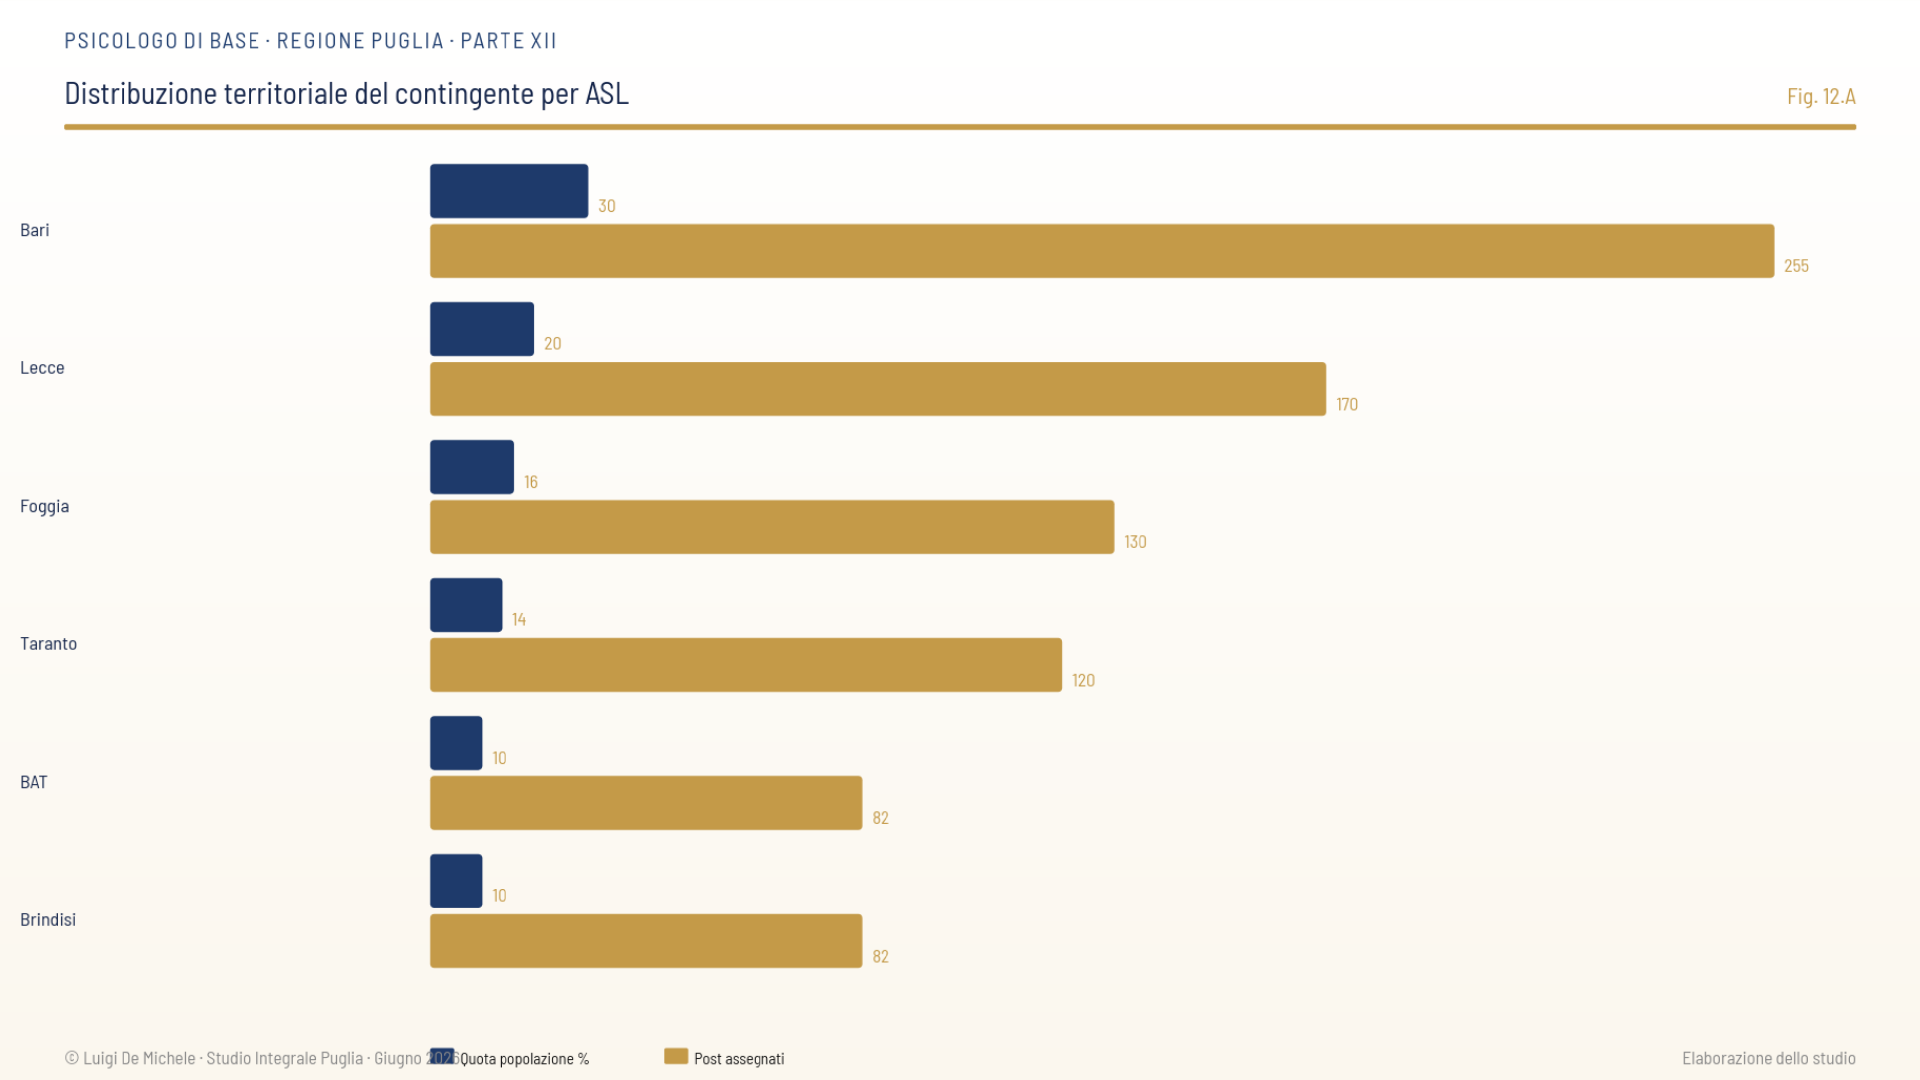 PSICOLOGO DI BASE · REGIONE PUGLIA · PARTE XII
Distribuzione territoriale del contingente per ASL
Fig. 12.A
30
Bari
255
20
Lecce
170
16
Foggia
130
14
Taranto
120
10
BAT
82
10
Brindisi
82
© Luigi De Michele · Studio Integrale Puglia · Giugno 2026
Quota popolazione %
Post assegnati
Elaborazione dello studio